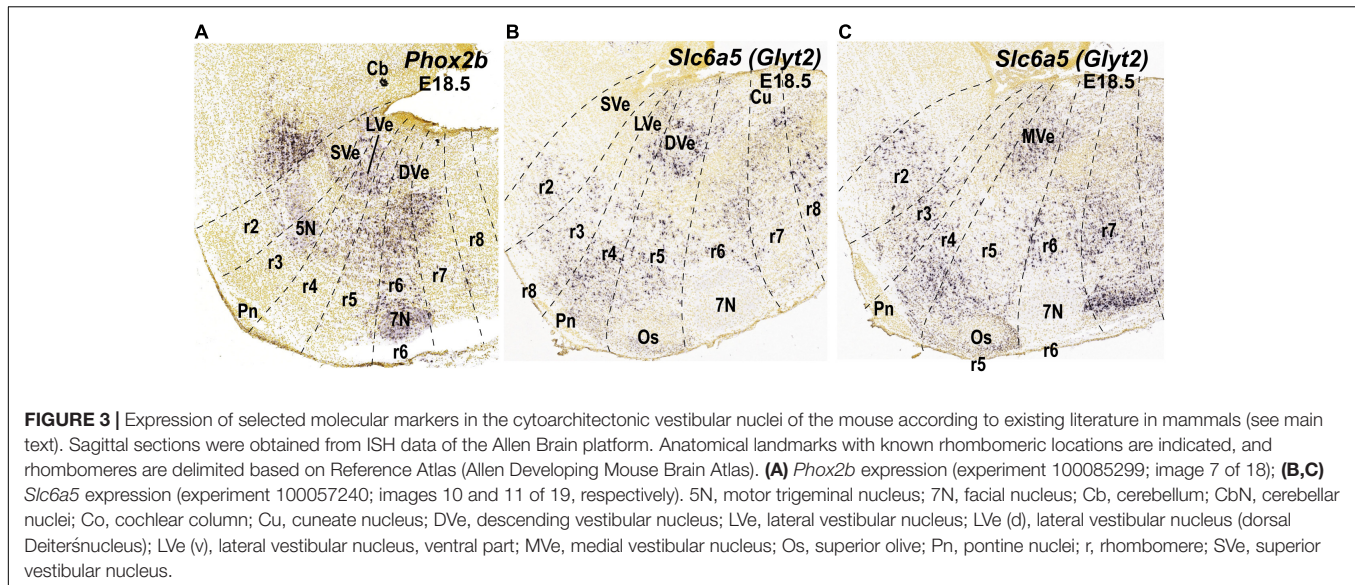 A
Phox2b
E18.5
Cb
LVe
SVe
DVe
r2
5N
r3
r8
r4
r7
r5
r6
Pn
7N
r6
B
Slc6a5 (Glyt2)
E18.5
SVe
Cu
LVe
DVe
r2
r8
r3
r7
r4
r5
r6
r8
7N
Pn
Os
C
Slc6a5 (Glyt2)
E18.5
MVe
r2
r3
r4
r5
r6
r7
Pn
7N
Os
r6
r5
FIGURE 3 | Expression of selected molecular markers in the cytoarchitectonic vestibular nuclei of the mouse according to existing literature in mammals (see main
text). Sagittal sections were obtained from ISH data of the Allen Brain platform. Anatomical landmarks with known rhombomeric locations are indicated, and
rhombomeres are delimited based on Reference Atlas (Allen Developing Mouse Brain Atlas). (A) Phox2b expression (experiment 100085299; image 7 of 18); (B,C)
Slc6a5 expression (experiment 100057240; images 10 and 11 of 19, respectively). 5N, motor trigeminal nucleus; 7N, facial nucleus; Cb, cerebellum; CbN, cerebellar
nuclei; Co, cochlear column; Cu, cuneate nucleus; DVe, descending vestibular nucleus; LVe, lateral vestibular nucleus; LVe (d), lateral vestibular nucleus (dorsal
Deiterśnucleus); LVe (v), lateral vestibular nucleus, ventral part; MVe, medial vestibular nucleus; Os, superior olive; Pn, pontine nuclei; r, rhombomere; SVe, superior
vestibular nucleus.